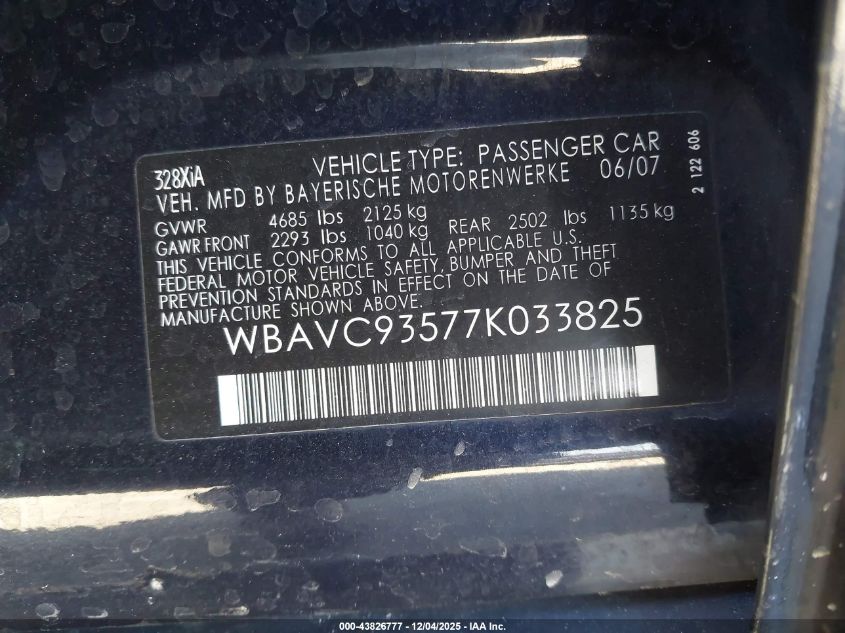 328XiA VEHICLE TYPE: PASSENGER CAR
VEH. MFD BY BAYERISCHE MOTORENWERKE 06/07
GVWR 4685 lbs 2125 kg
GAWR FRONT 2293 lbs 1040 kg REAR 2502 lbs 1135 kg
THIS VEHICLE CONFORMS TO ALL APPLICABLE U.S.
FEDERAL MOTOR VEHICLE SAFETY, BUMPER AND THEFT
PREVENTION STANDARDS IN EFFECT ON THE DATE OF
MANUFACTURE SHOWN ABOVE.
WBAVC93577K033825
2 122 606
000-43826777 - 12/04/2025 - IAA Inc.